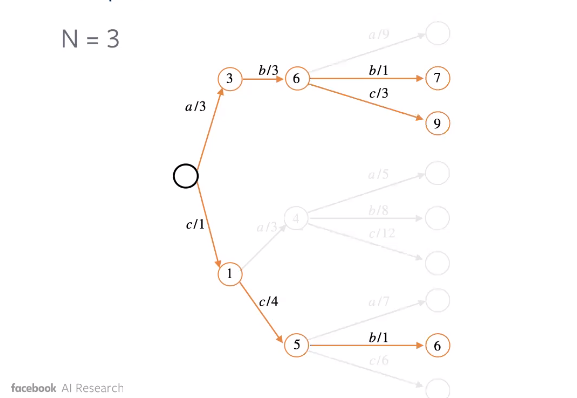 N = 3
a/9
3
b/3
6
b/1
7
a/3
c/3
9
a/5
4
b/8
c/1
a/3
c/12
1
c/4
a/7
5
b/1
6
c/6
facebook AI Research